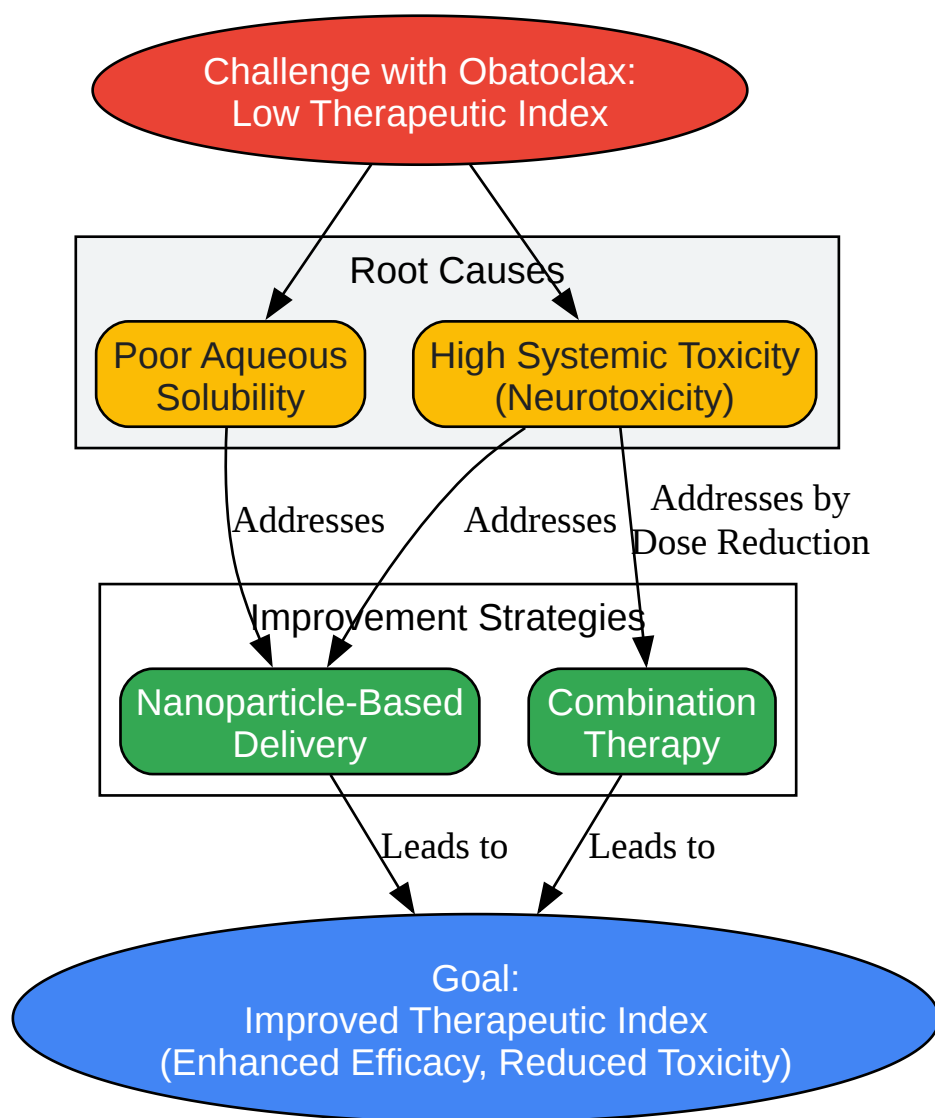 Challenge with Obatoclax:
Low Therapeutic Index
Root Causes
Poor Aqueous
Solubility
High Systemic Toxicity
(Neurotoxicity)
Addresses
Addresses
Addresses by
Dose Reduction
Improvement Strategies
Nanoparticle-Based
Delivery
Combination
Therapy
Leads to
Leads to
Goal:
Improved Therapeutic Index
(Enhanced Efficacy, Reduced Toxicity)